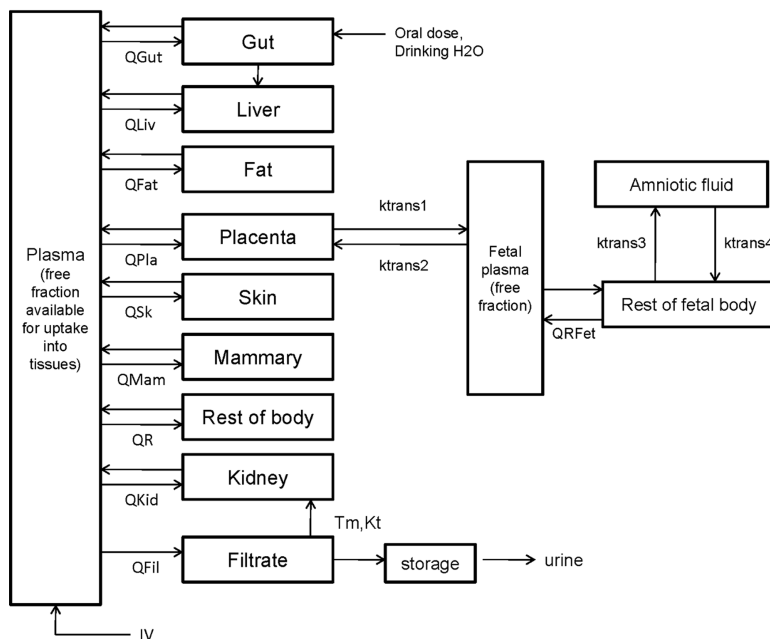 Gut
Oral dose,
Drinking H2O
QGut
Liver
QLiv
Fat
QFat
Plasma
(free
fraction
available
for uptake
into
tissues)
Placenta
QPla
ktrans1
ktrans2
Fetal
plasma
(free
fraction)
Amniotic fluid
ktrans3
ktrans4
Rest of fetal body
QRFet
Skin
QSk
Mammary
QMam
Rest of body
QR
Kidney
QKid
Tm,Kt
Filtrate
QFil
storage
urine
IV